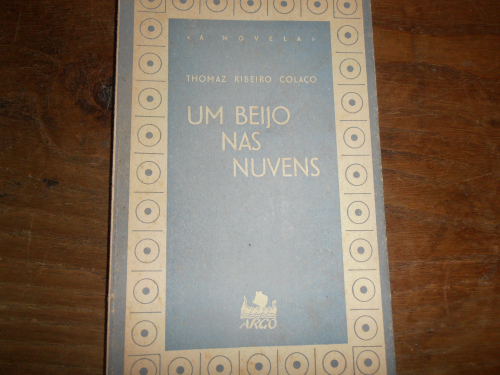 «A NOVELA»
THOMAZ RIBEIRO COLAÇO
UM BEIJO
NAS
NUVENS
ARGO